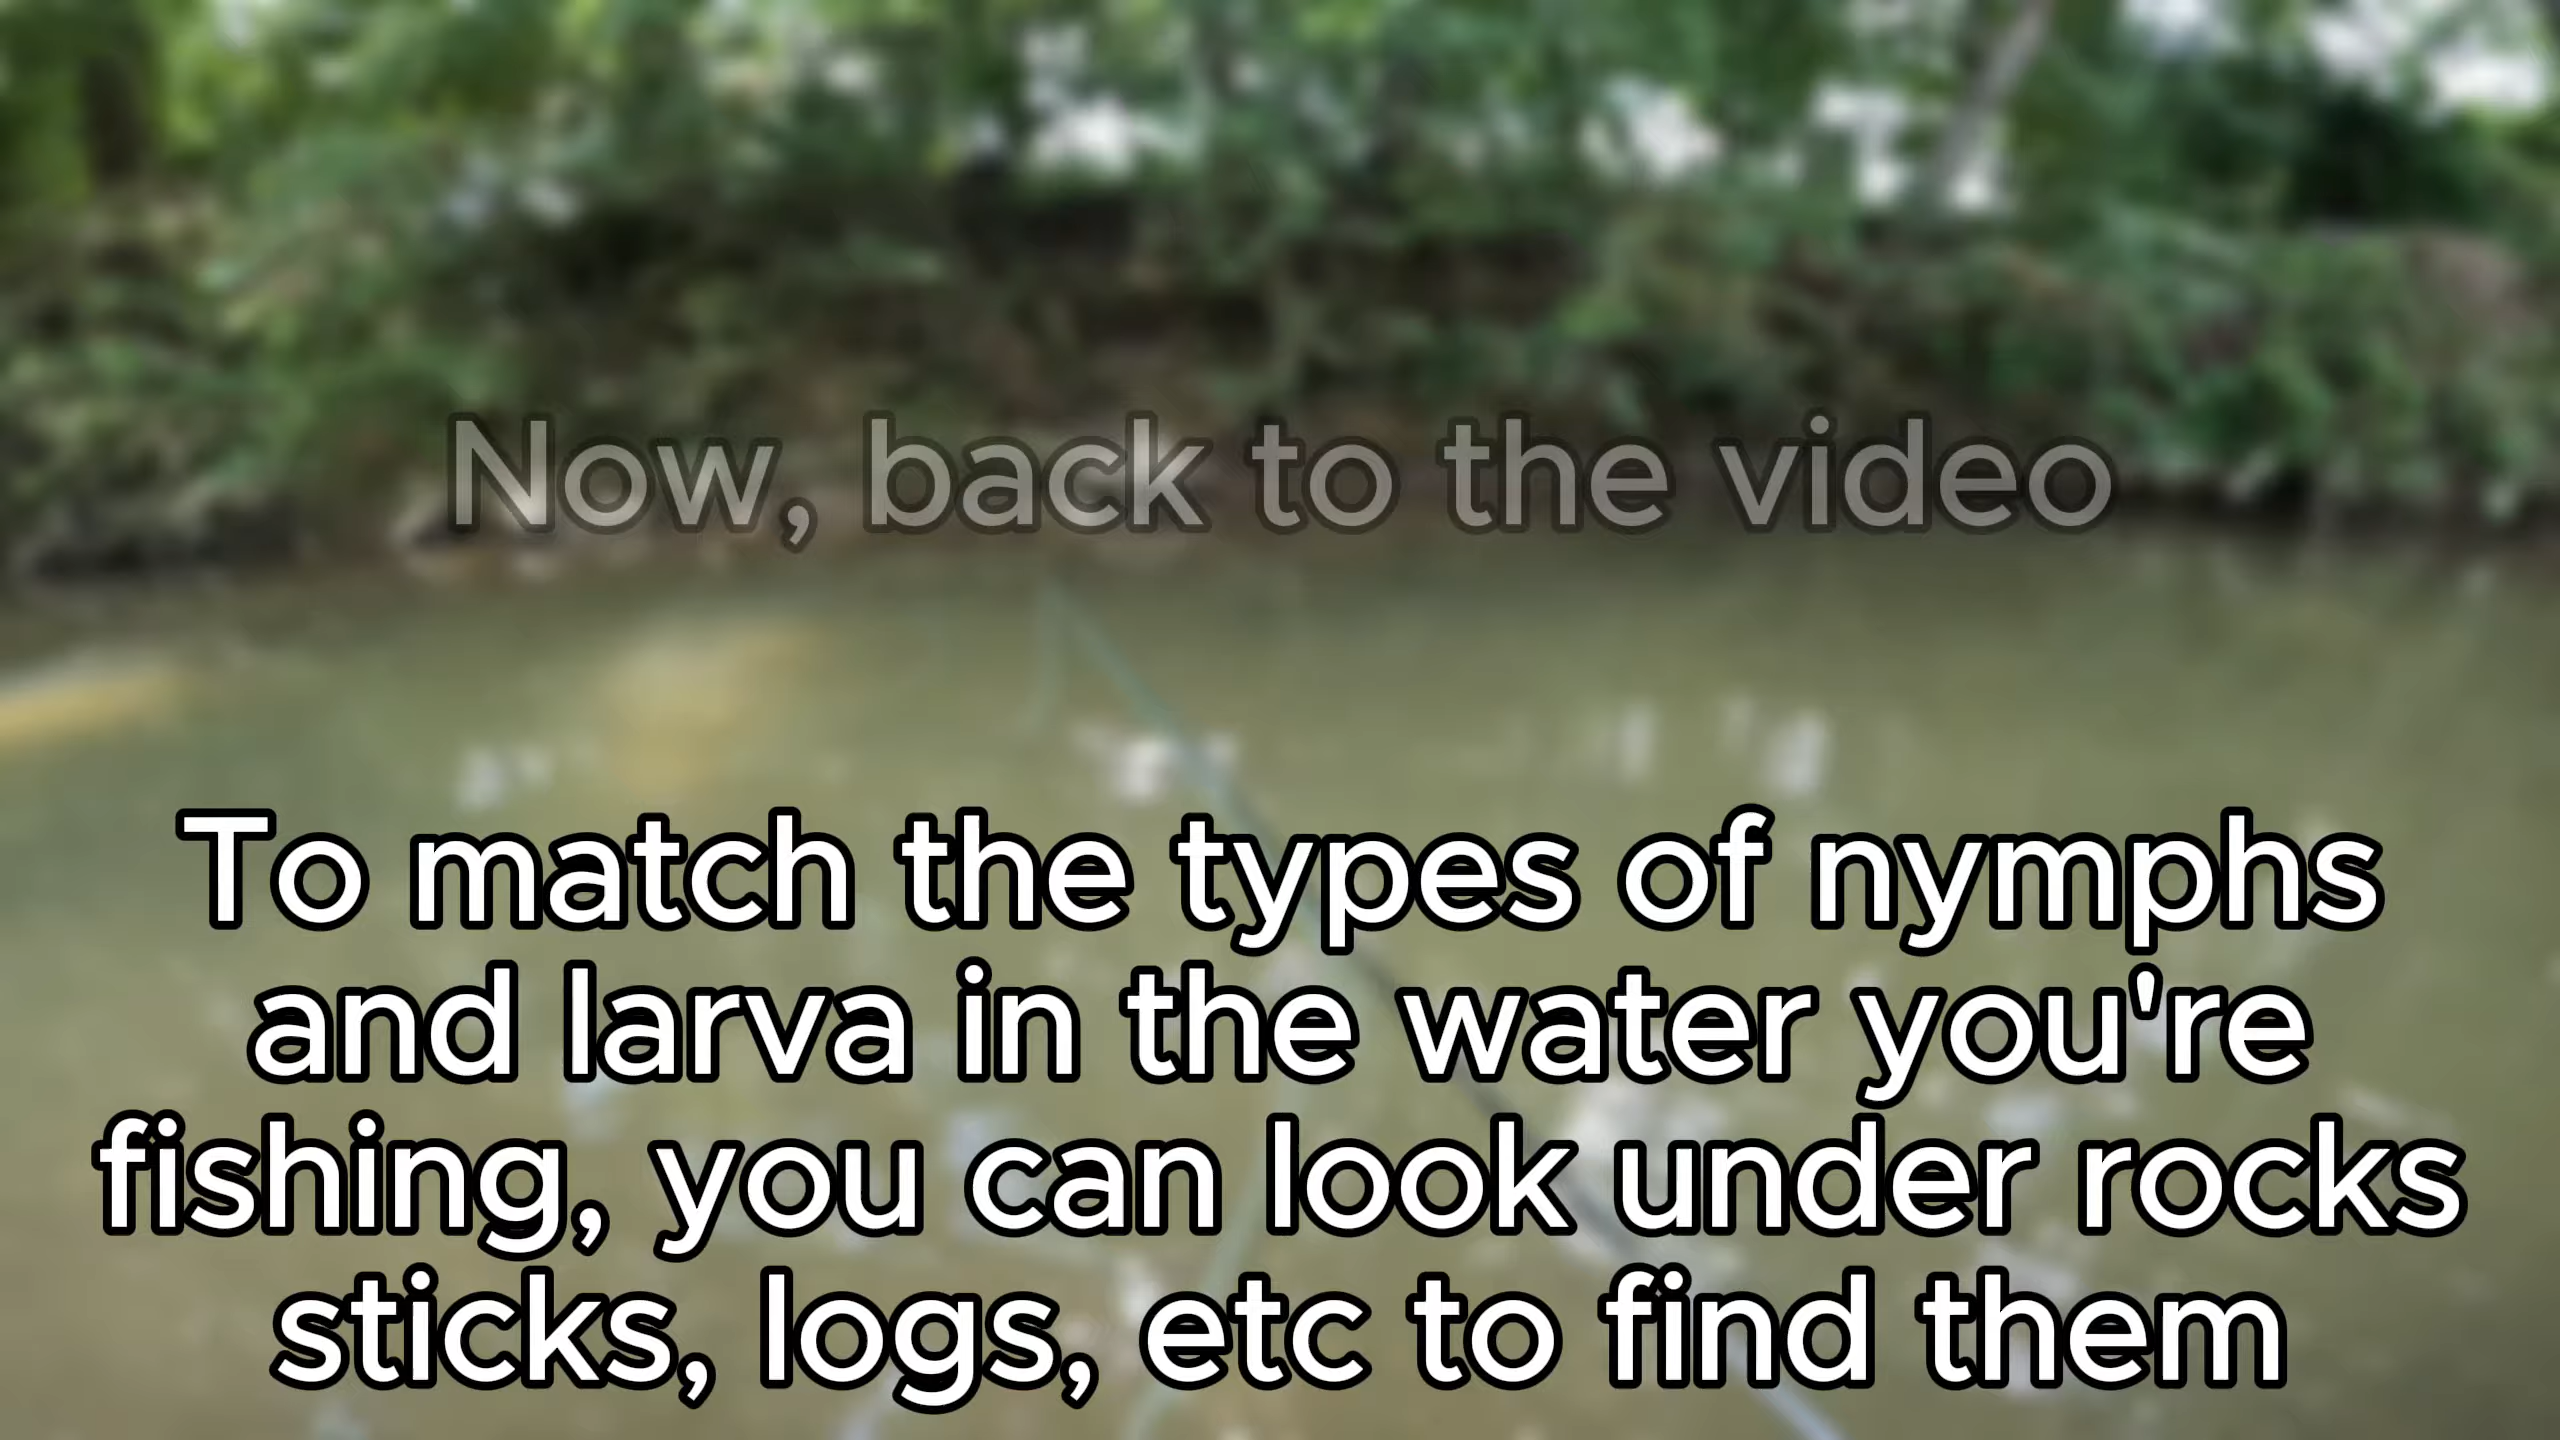 Now, back to the video
To match the types of nymphs
and larva in the water you're
fishing, you can look under rocks
sticks, logs, etc to find them